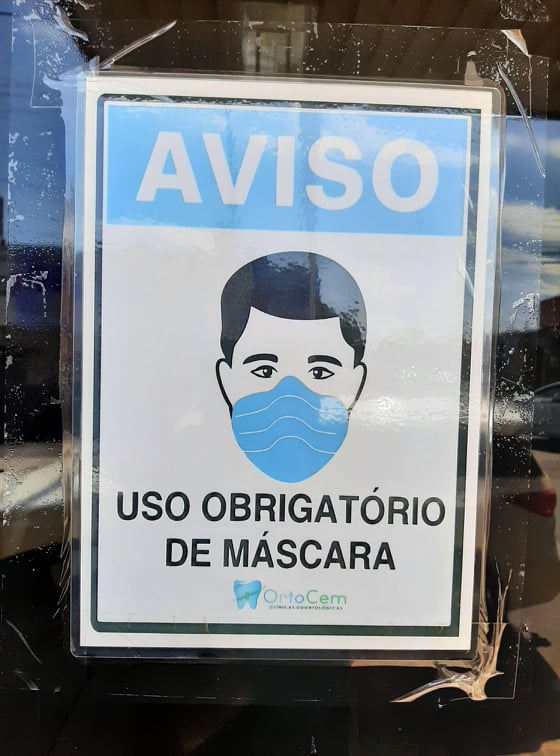 AVISO
USO OBRIGATÓRIO
DE MÁSCARA
OrtoCem
CLÍNICAS ODONTOLÓGICAS